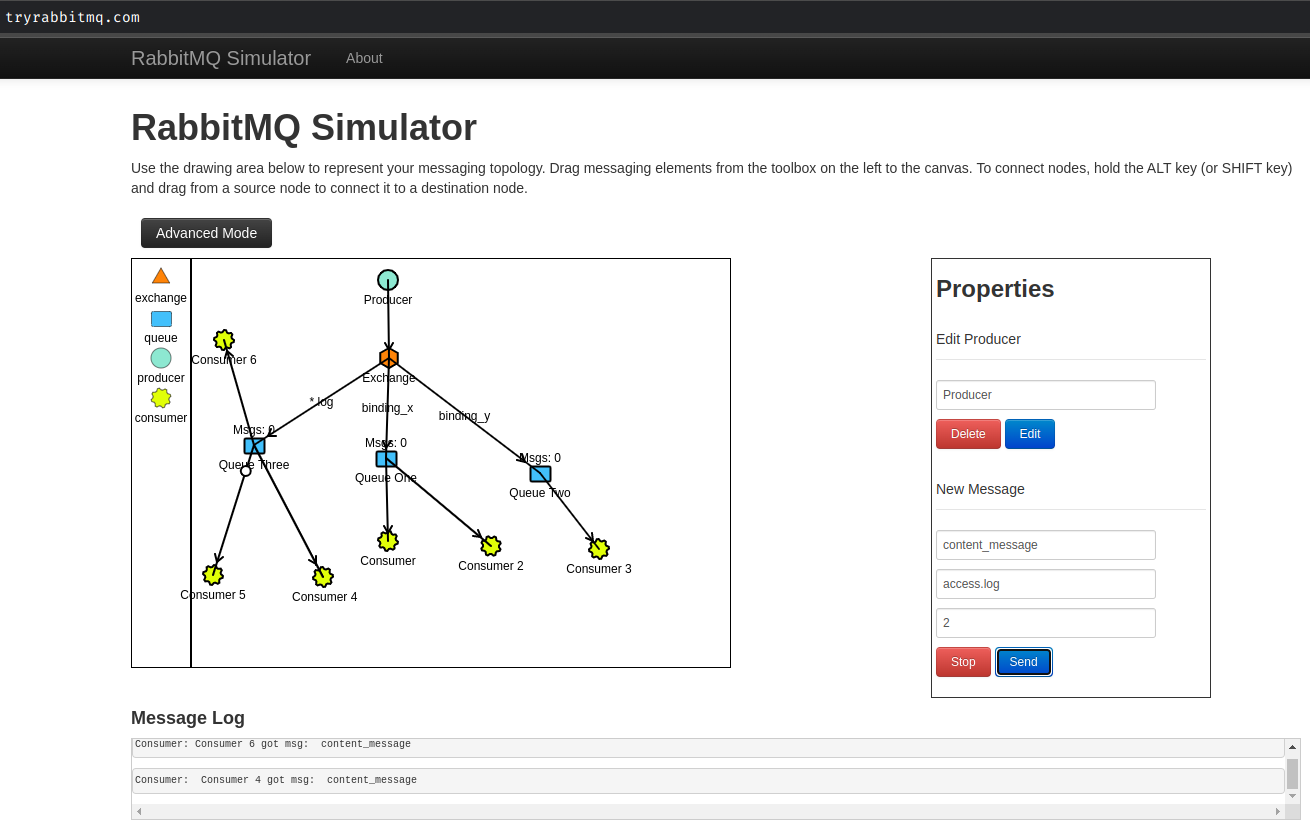 tryrabbitmq.com
RabbitMQ Simulator About
RabbitMQ Simulator
Use the drawing area below to represent your messaging topology. Drag messaging elements from the toolbox on the left to the canvas. To connect nodes, hold the ALT key (or SHIFT key)
and drag from a source node to connect it to a destination node.
Advanced Mode
exchange
queue
producer
consumer
Producer
Exchange
Consumer 6
*.log
binding_x
binding_y
Msgs: 0
Queue Three
Msgs: 0
Queue One
Msgs: 0
Queue Two
Consumer
Consumer 2
Consumer 3
Consumer 5
Consumer 4
Properties
Edit Producer
Producer
Delete Edit
New Message
content_message
access.log
2
Stop Send
Message Log
Consumer: Consumer 6 got msg: content_message
Consumer: Consumer 4 got msg: content_message